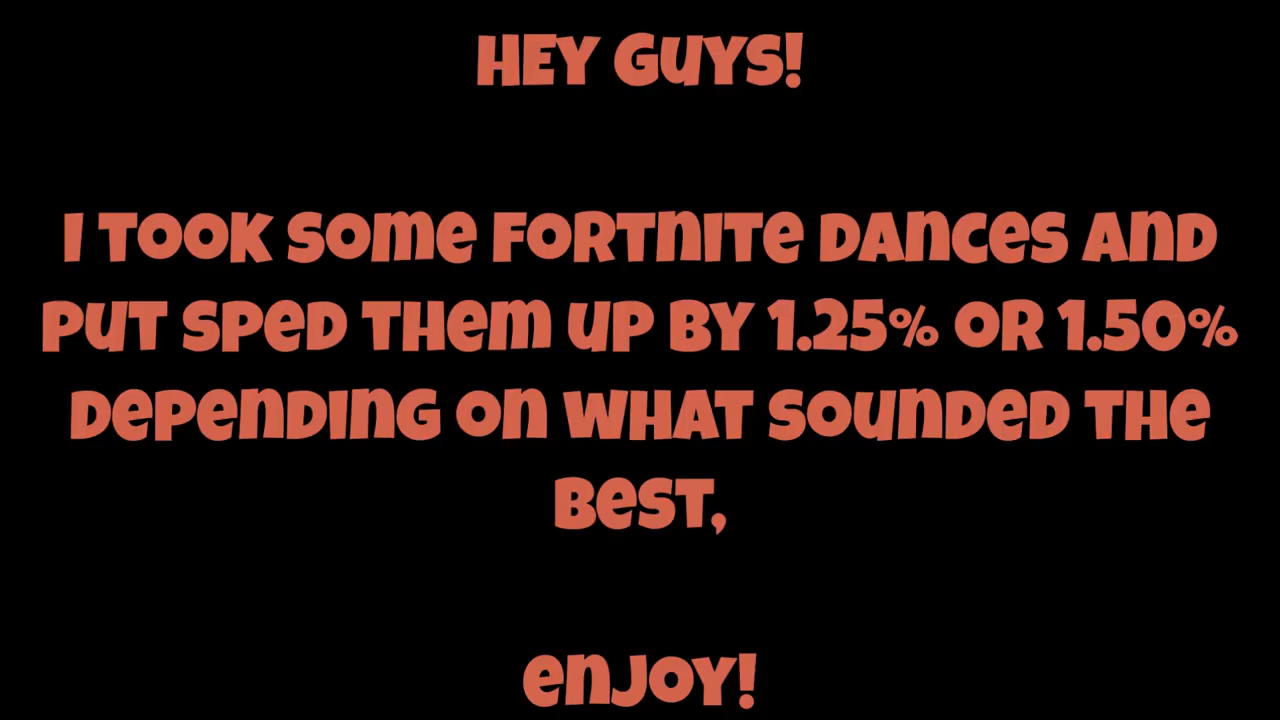 HEY GUYS!
I TOOK SOME FORTNITE DANCES AND
PUT SPED THEM UP BY 1.25% OR 1.50%
DEPENDING ON WHAT SOUNDED THE
BEST,
ENJOY!